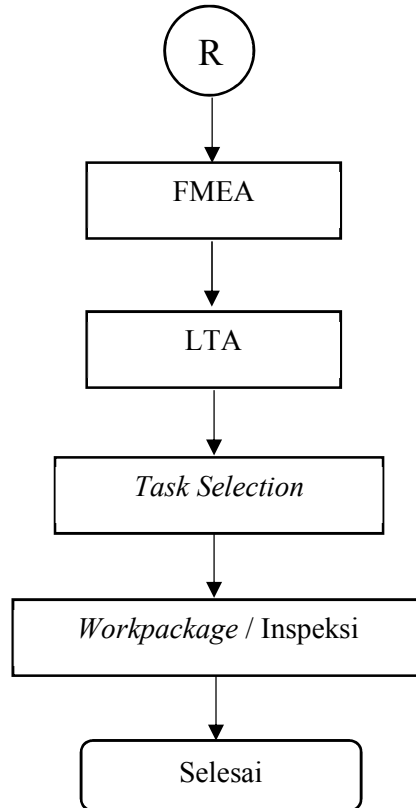 R
FMEA
LTA
Task Selection
Workpackage / Inspeksi
Selesai